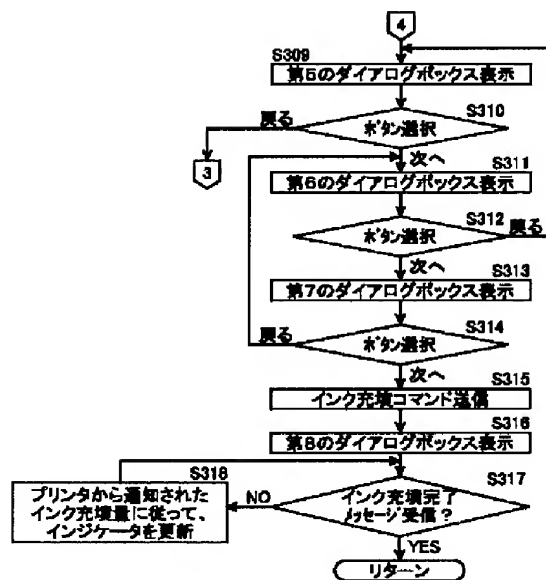 4
S309
第5のダイアログボックス表示
S310
戻る
ボタン選択
3
次へ
S311
第6のダイアログボックス表示
S312
戻る
ボタン選択
次へ
S313
第7のダイアログボックス表示
S314
戻る
ボタン選択
次へ
S315
インク充填コマンド送信
S316
第8のダイアログボックス表示
S318
S317
プリンタから通知された
インク充填量に従って、
インジケータを更新
NO
インク充填完了
メッセージ受信？
YES
リターン